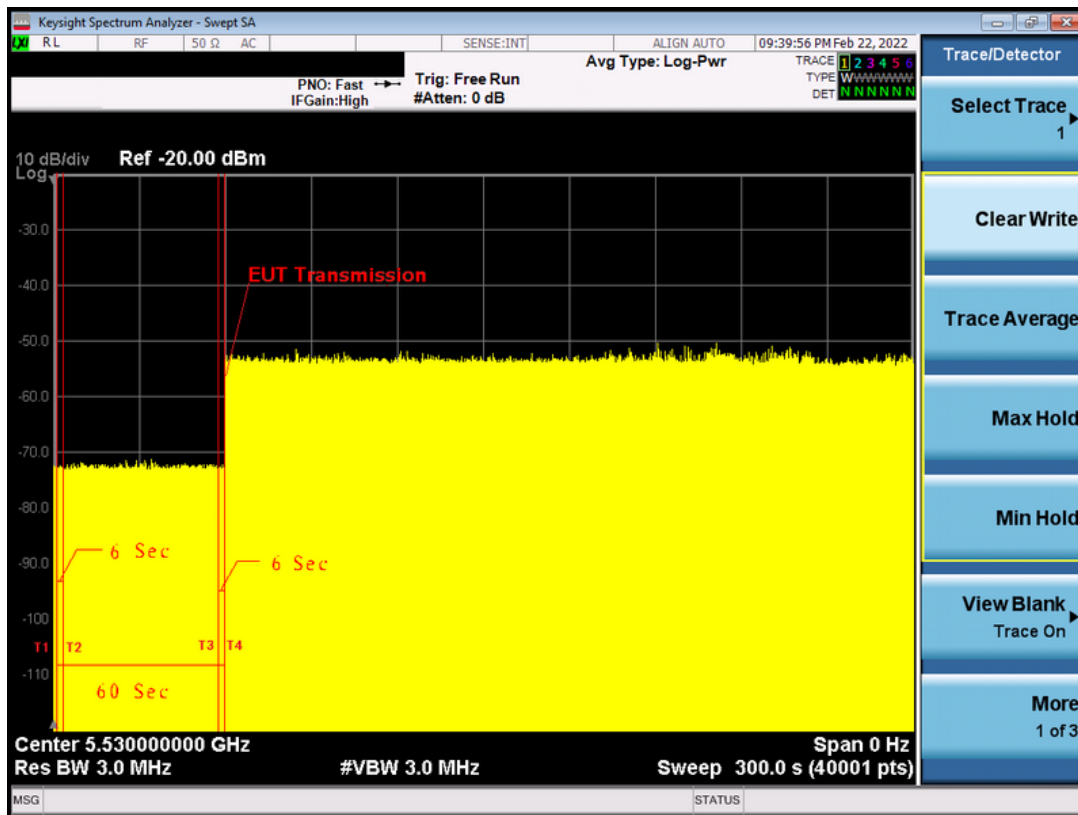 Keysight Spectrum Analyzer - Swept SA
LXI RL RF 50 Ω AC SENSE:INT ALIGN AUTO 09:39:56 PM Feb 22, 2022
PNO: Fast
IFGain:High
Trig: Free Run
#Atten: 0 dB
Avg Type: Log-Pwr
TRACE 1 2 3 4 5 6
TYPE WWWWWW
DET N N N N N N
10 dB/div Ref -20.00 dBm
Log
-30.0
-40.0
-50.0
-60.0
-70.0
-80.0
-90.0
-100
-110
EUT Transmission
6 Sec
6 Sec
T1 T2 T3 T4
60 Sec
Center 5.530000000 GHz Span 0 Hz
Res BW 3.0 MHz #VBW 3.0 MHz Sweep 300.0 s (40001 pts)
MSG STATUS
Trace/Detector
Select Trace
1
Clear Write
Trace Average
Max Hold
Min Hold
View Blank
Trace On
More
1 of 3